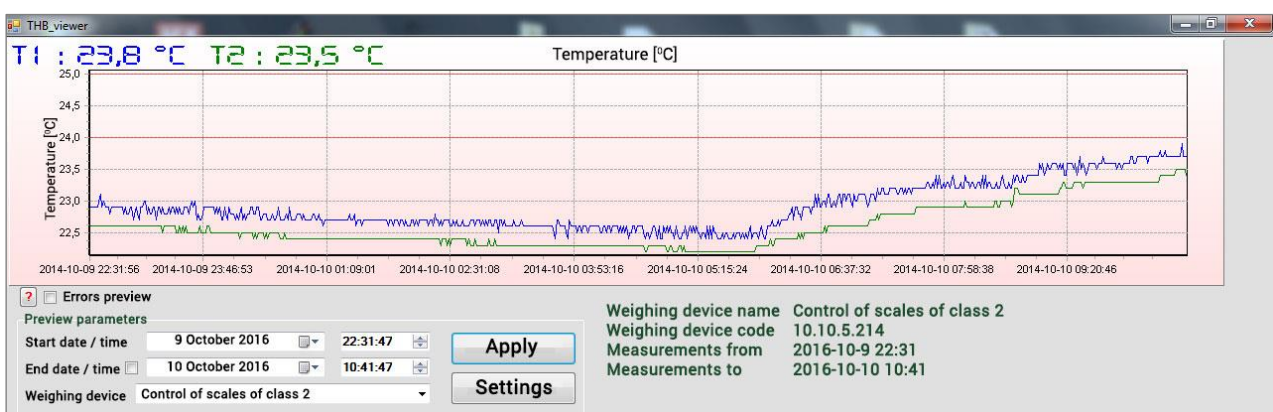 THB_viewer
T1 : 23,8 °C T2 : 23,5 °C
Temperature [ºC]
Temperature [ºC]
25,0
24,5
24,0
23,5
23,0
22,5
2014-10-09 22:31:56 2014-10-09 23:46:53 2014-10-10 01:09:01 2014-10-10 02:31:08 2014-10-10 03:53:16 2014-10-10 05:15:24 2014-10-10 06:37:32 2014-10-10 07:58:38 2014-10-10 09:20:46
? Errors preview
Preview parameters
Start date / time 9 October 2016 22:31:47
End date / time 10 October 2016 10:41:47
Weighing device Control of scales of class 2
Apply
Settings
Weighing device name Control of scales of class 2
Weighing device code 10.10.5.214
Measurements from 2016-10-9 22:31
Measurements to 2016-10-10 10:41